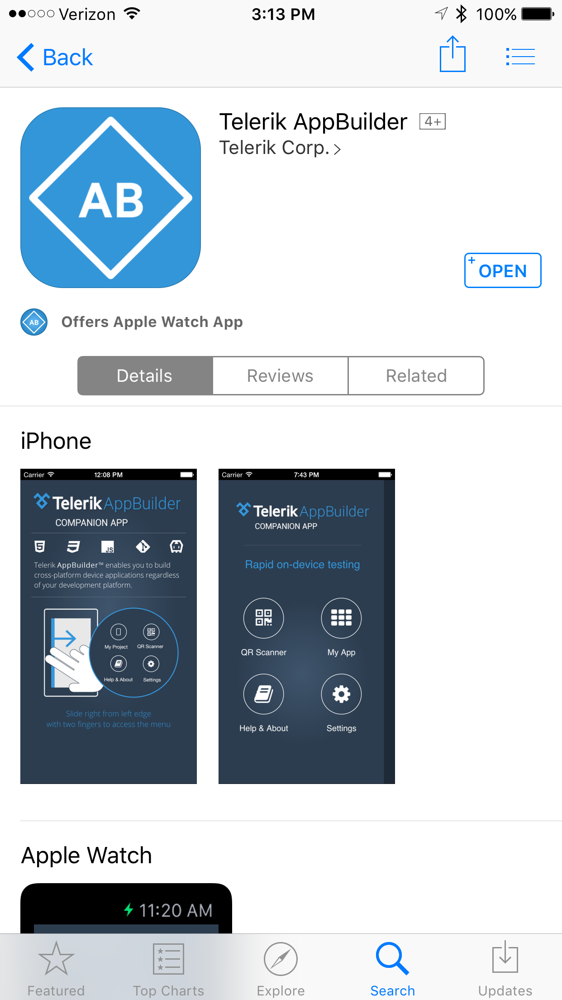 Verizon 3:13 PM 100%
Back
AB
Telerik AppBuilder 4+
Telerik Corp. >
+ OPEN
AB Offers Apple Watch App
Details Reviews Related
iPhone
Carrier 12:08 PM
Telerik AppBuilder
COMPANION APP
5 3 JS
Telerik AppBuilder™ enables you to build
cross-platform device applications regardless
of your development platform.
My Project QR Scanner
Help & About Settings
Slide right from left edge
with two fingers to access the menu
Carrier 7:43 PM
Telerik AppBuilder
COMPANION APP
Rapid on-device testing
QR Scanner My App
Help & About Settings
Apple Watch
11:20 AM
Featured Top Charts Explore Search Updates